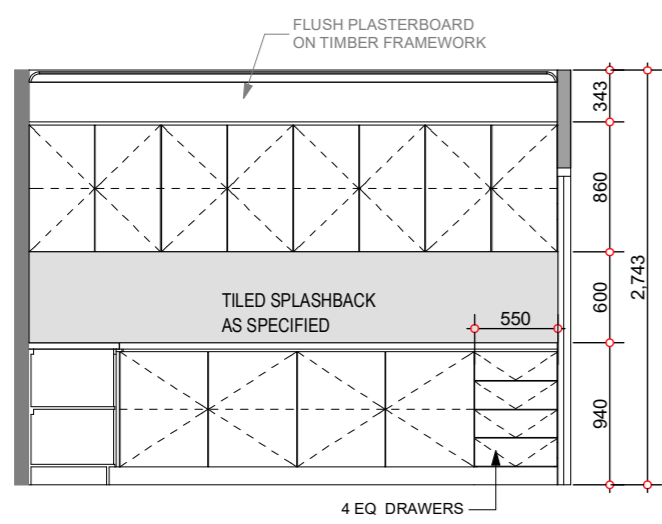 FLUSH PLASTERBOARD
ON TIMBER FRAMEWORK
343
860
2,743
TILED SPLASHBACK
AS SPECIFIED
550
600
940
4 EQ DRAWERS